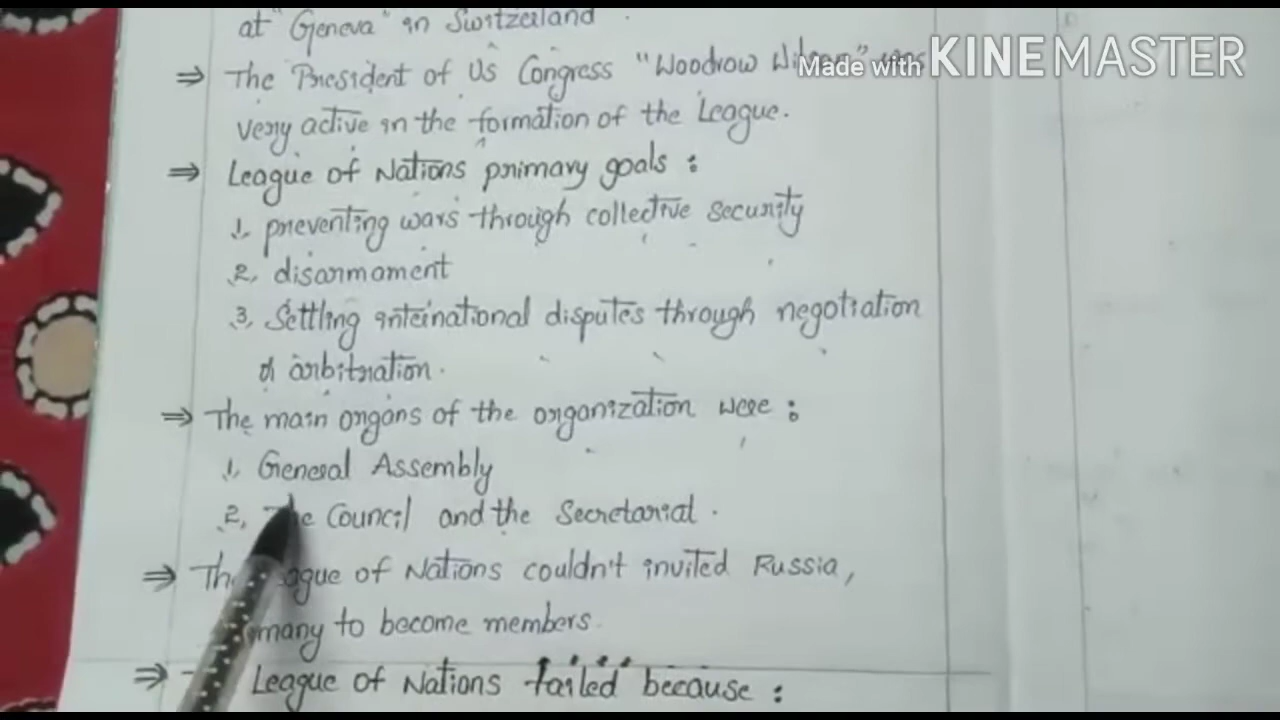 at "Geneva" in Switzerland.
⇒ The President of US Congress "Woodrow
Made with KINEMASTER
very active in the formation of the League.
⇒ League of Nations primary goals :
1. preventing wars through collective security
2. disarmament
3. Settling international disputes through negotiation
& arbitration.
⇒ The main organs of the organization were :
1. General Assembly
2. The Council and the Secretarial.
⇒ of Nations couldn't invited Russia,
to become members.
⇒ League of Nations failed because :